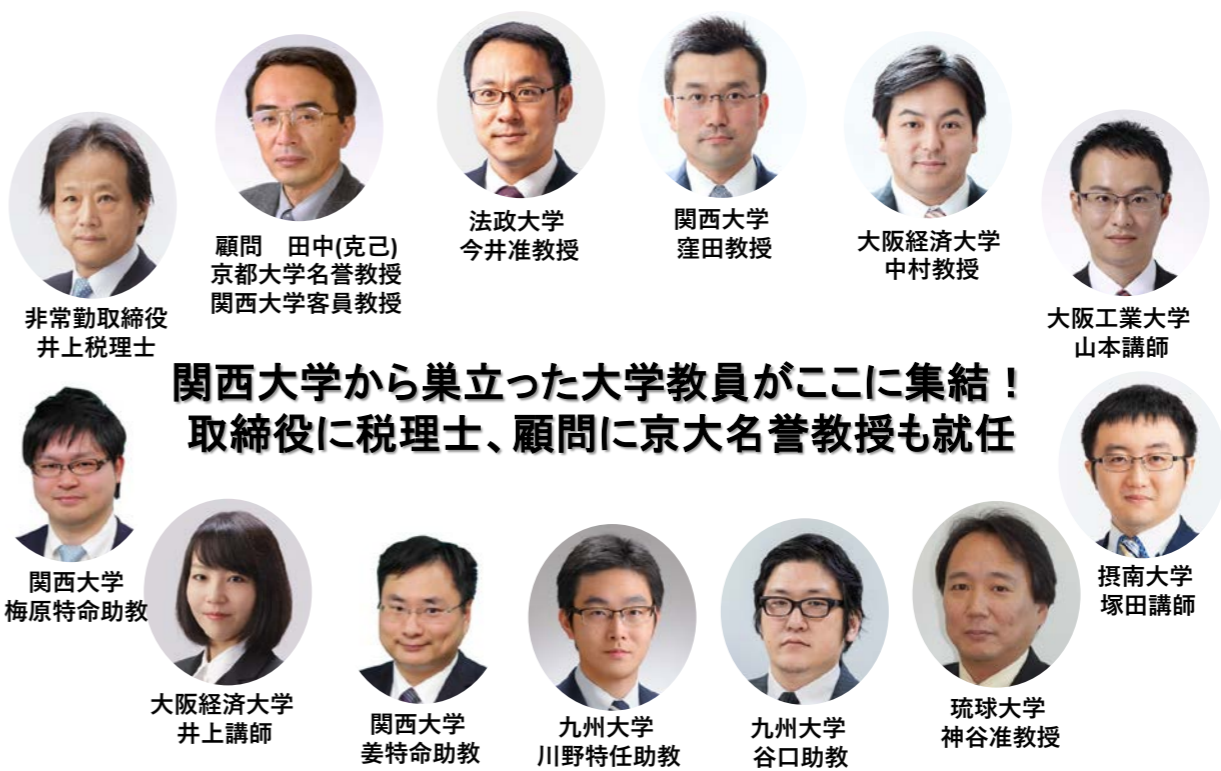 非常勤取締役
井上税理士
顧問　田中(克己)
京都大学名誉教授
関西大学客員教授
法政大学
今井准教授
関西大学
窪田教授
大阪経済大学
中村教授
大阪工業大学
山本講師
関西大学から巣立った大学教員がここに集結！
取締役に税理士、顧問に京大名誉教授も就任
関西大学
梅原特命助教
大阪経済大学
井上講師
関西大学
姜特命助教
九州大学
川野特任助教
九州大学
谷口助教
琉球大学
神谷准教授
摂南大学
塚田講師